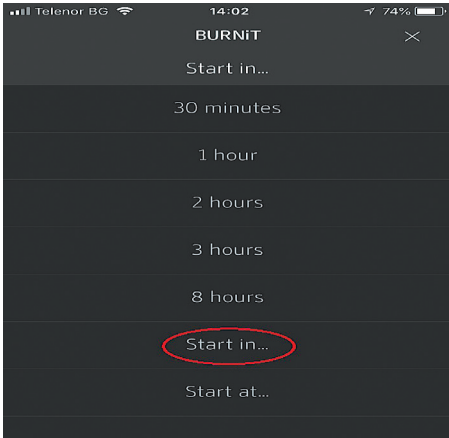 Telenor BG 14:02 74%
BURNiT
Start in...
30 minutes
1 hour
2 hours
3 hours
8 hours
Start in...
Start at...